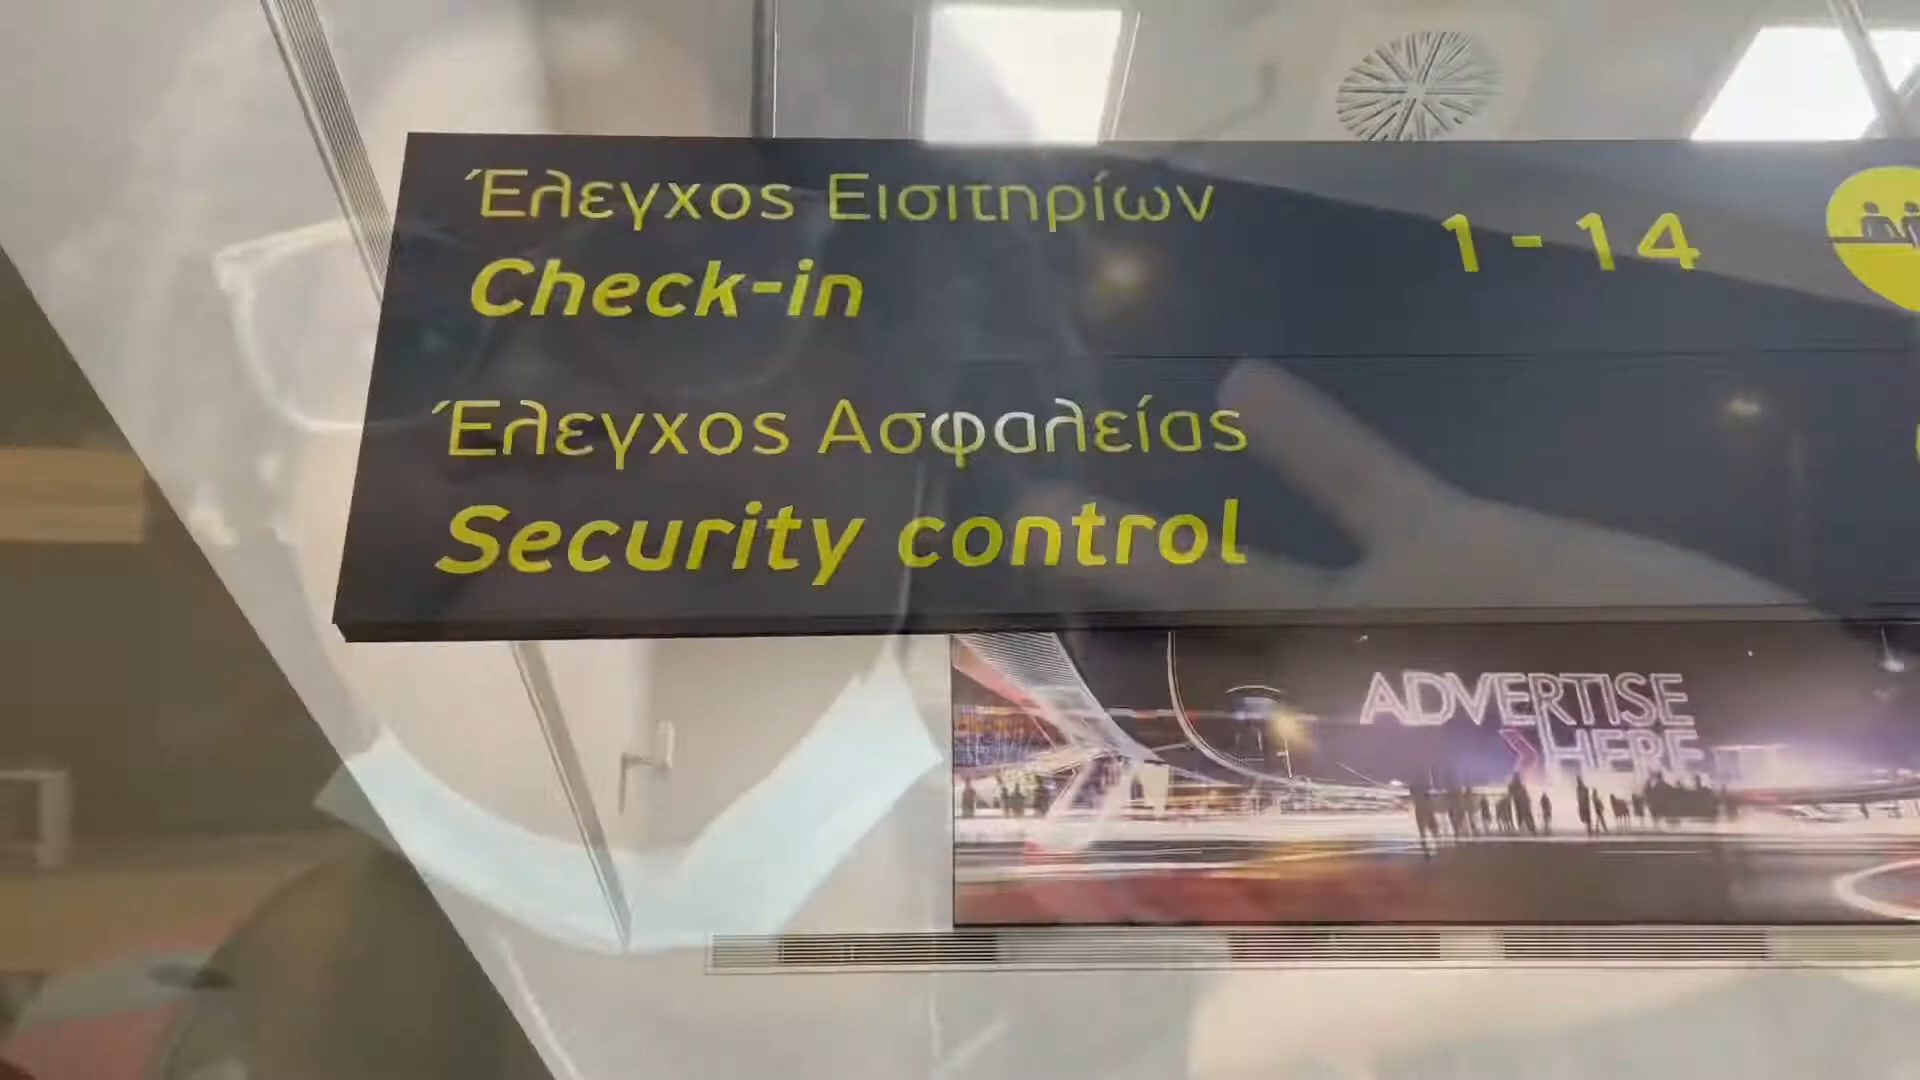 Έλεγχος Εισιτηρίων
Check-in
1 - 14
Έλεγχος Ασφαλείας
Security control
ADVERTISE
HERE